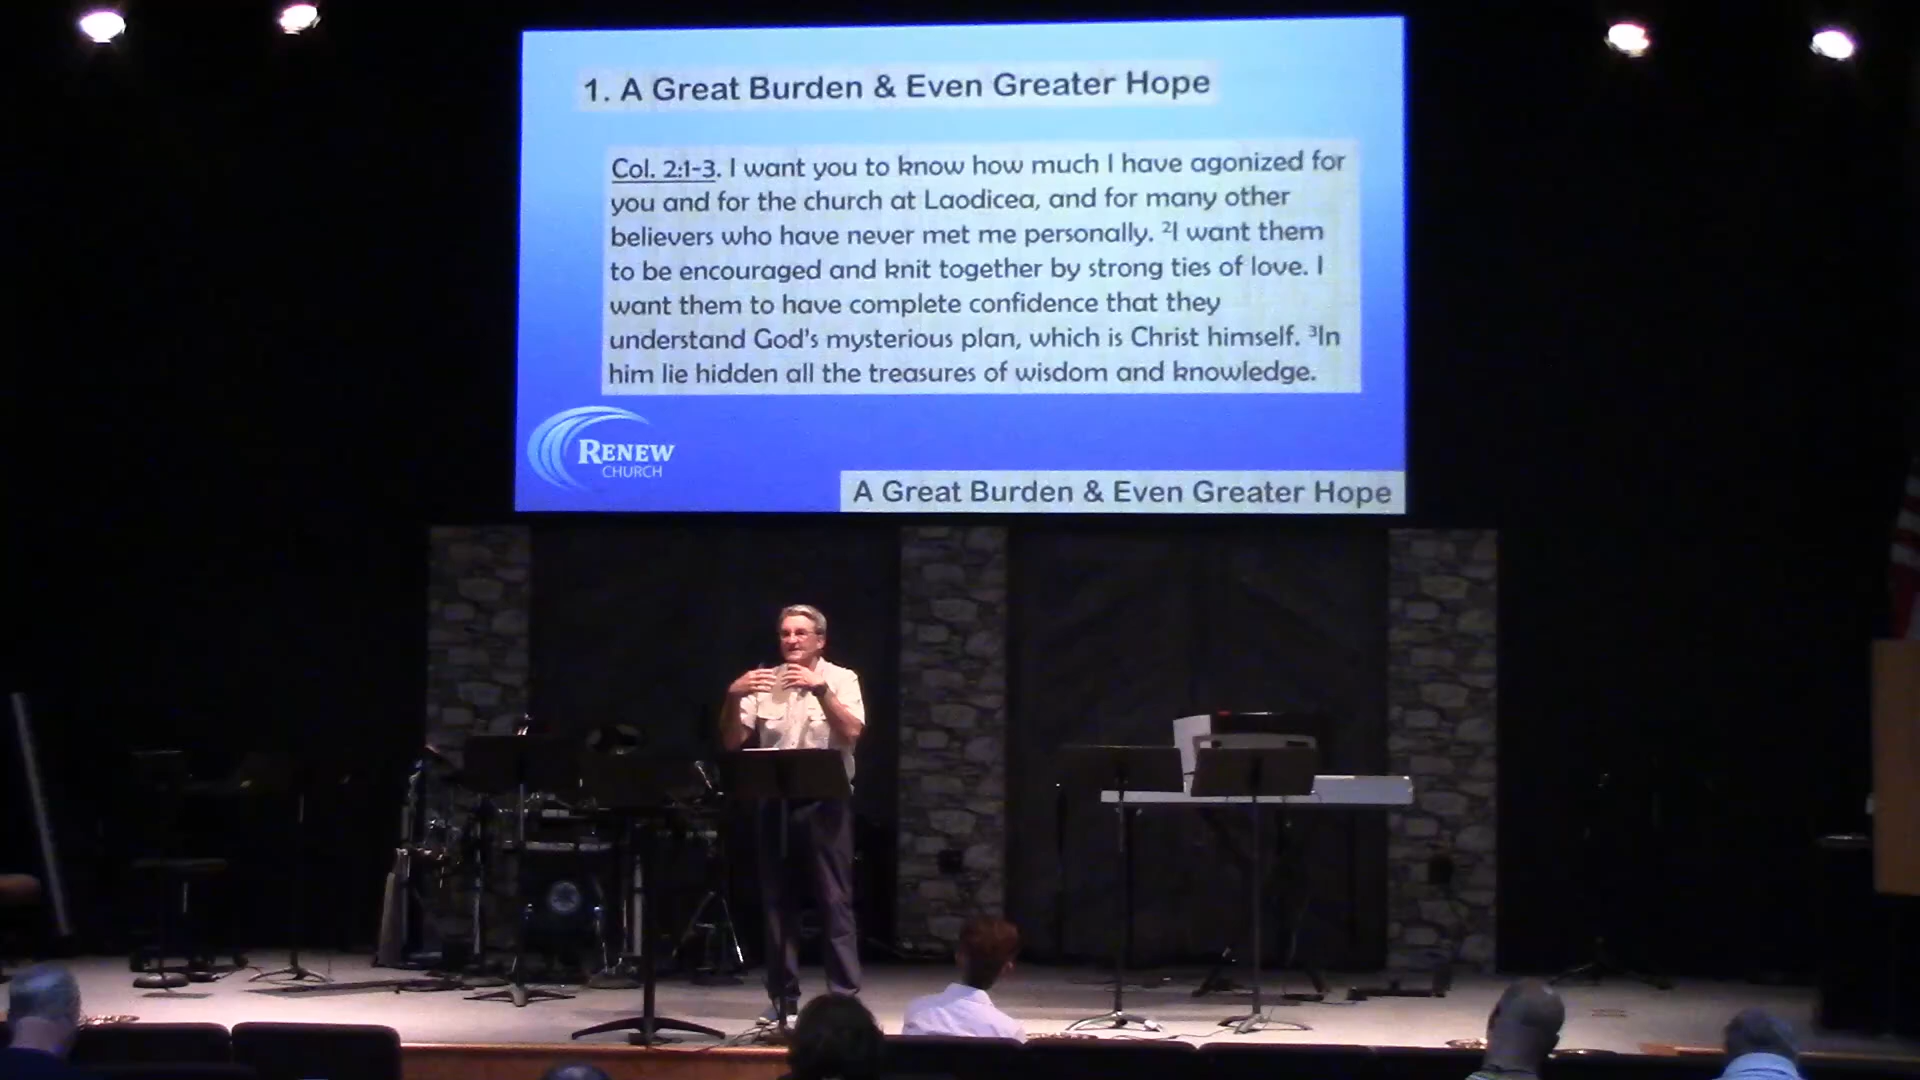 1. A Great Burden & Even Greater Hope
Col. 2:1-3. I want you to know how much I have agonized for
you and for the church at Laodicea, and for many other
believers who have never met me personally. ²I want them
to be encouraged and knit together by strong ties of love. I
want them to have complete confidence that they
understand God's mysterious plan, which is Christ himself. ³In
him lie hidden all the treasures of wisdom and knowledge.
RENEW
CHURCH
A Great Burden & Even Greater Hope